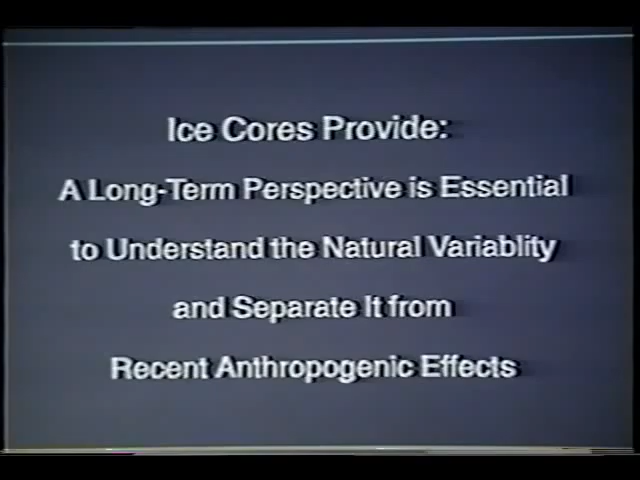 Ice Cores Provide:
A Long-Term Perspective is Essential
to Understand the Natural Variablity
and Separate It from
Recent Anthropogenic Effects